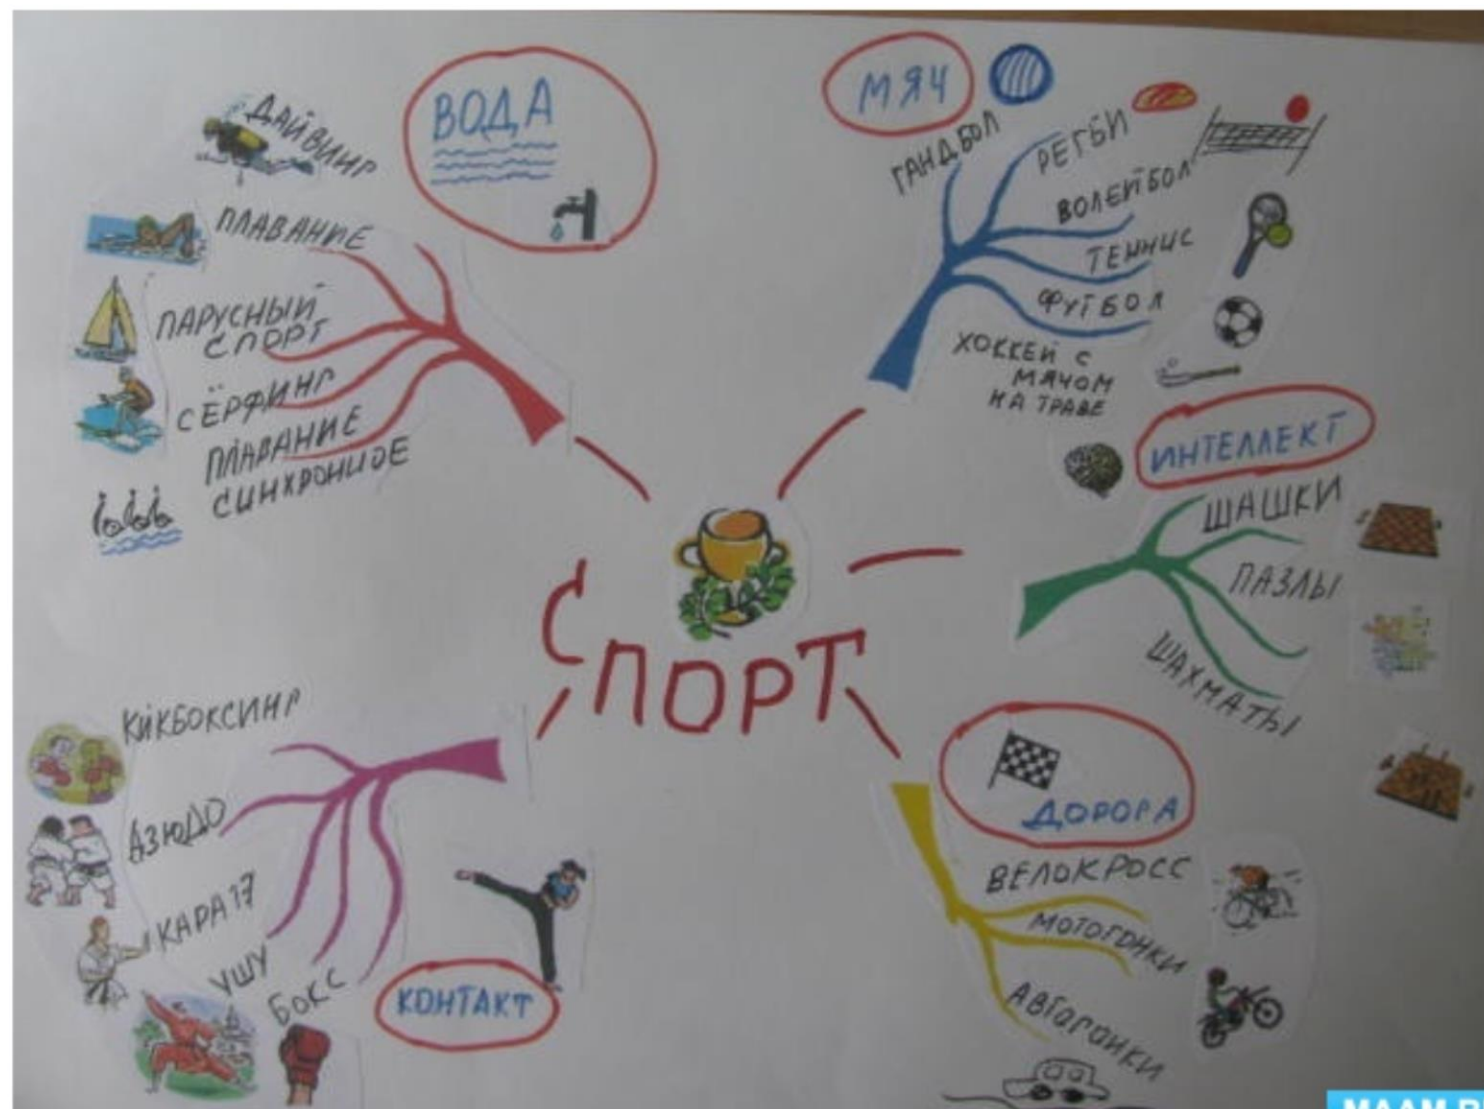 ВОДА
ДАЙВИНГ
ПЛАВАНИЕ
ПАРУСНЫЙ
СПОРТ
СЁРФИНГ
ПЛАВАНИЕ
СИНХРОННОЕ
МЯЧ
ГАНДБОЛ
РЕГБИ
ВОЛЕЙБОЛ
ТЕННИС
ФУТБОЛ
ХОККЕЙ С
МЯЧОМ
НА ТРАВЕ
ИНТЕЛЛЕКТ
ШАШКИ
ПАЗЛЫ
ШАХМАТЫ
СПОРТ
КИКБОКСИНГ
ДЗЮДО
КАРАТЭ
УШУ
БОКС
КОНТАКТ
ДОРОГА
ВЕЛОКРОСС
МОТОГОНКИ
АВТОГОНКИ